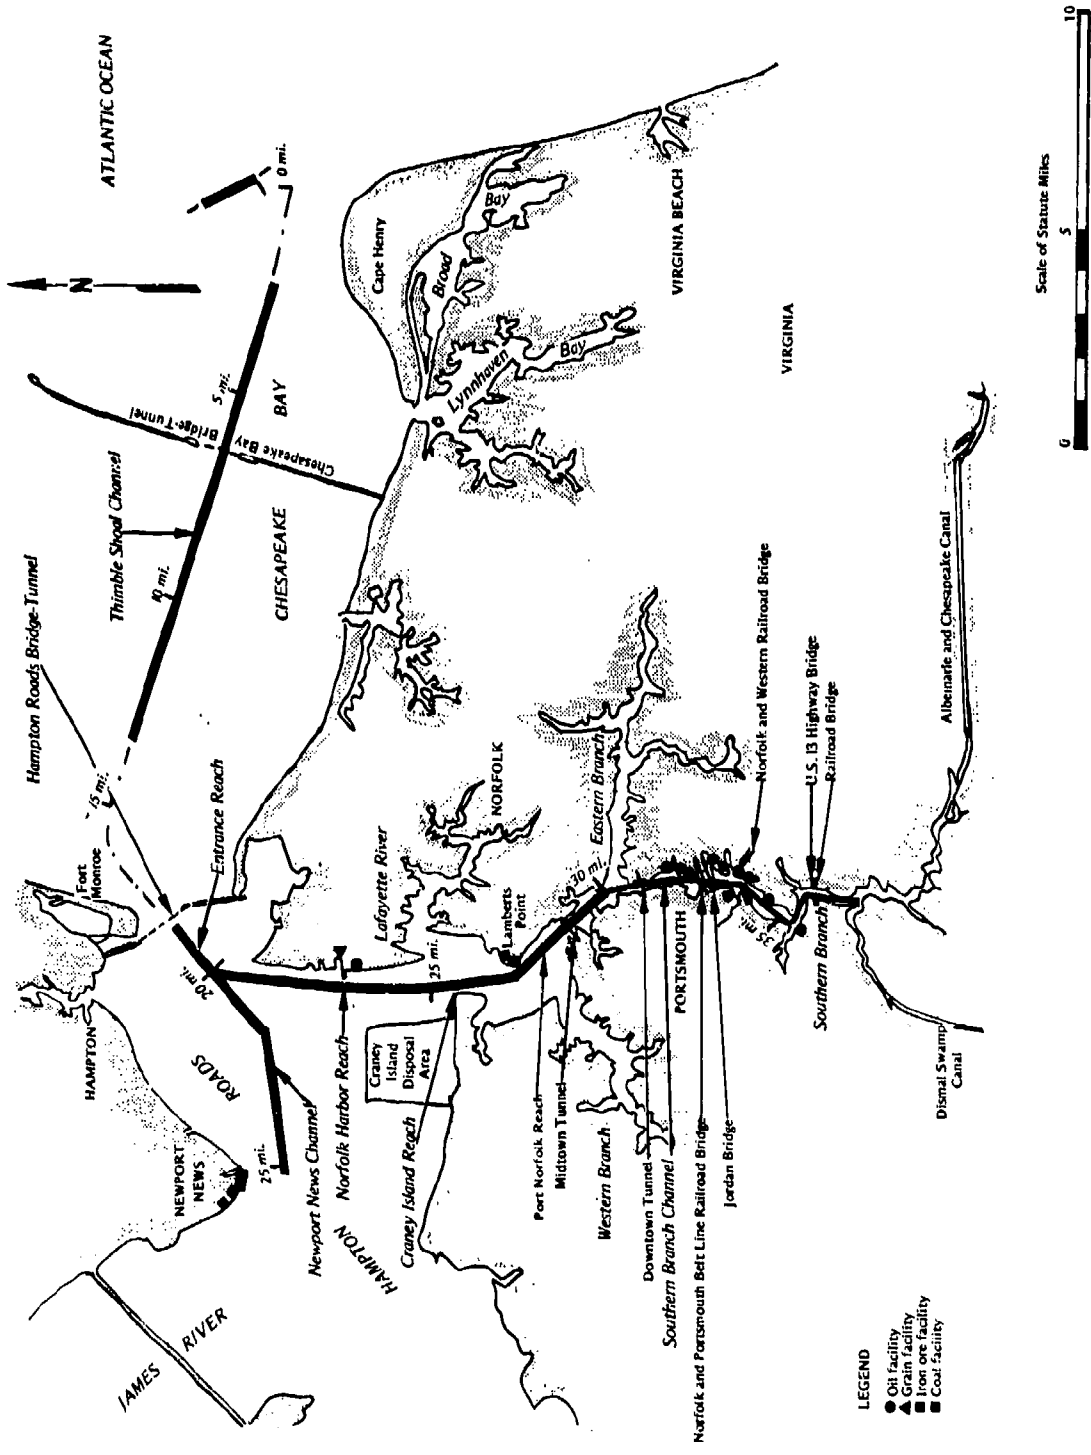 ATLANTIC OCEAN
0 mi.
N
5 mi.
Chesapeake Bay Bridge-Tunnel
CHESAPEAKE
BAY
Thimble Shoal Channel
10 mi.
15 mi.
Hampton Roads Bridge-Tunnel
Entrance Reach
Fort
Monroe
HAMPTON
20 mi.
HAMPTON
ROADS
NEWPORT
NEWS
25 mi.
Newport News Channel
Norfolk Harbor Reach
JAMES
RIVER
Craney Island Reach
Craney
Island
Disposal
Area
Lafayette River
25 mi.
NORFOLK
Lamberts
Point
Cape Henry
Broad
Bay
Lynnhaven
Bay
VIRGINIA BEACH
VIRGINIA
Port Norfolk Reach
Midtown Tunnel
Western Branch
30 mi.
Eastern Branch
PORTSMOUTH
Downtown Tunnel
Southern Branch Channel
Norfolk and Portsmouth Belt Line Railroad Bridge
Jordan Bridge
Norfolk and Western Railroad Bridge
35 mi.
U.S. 13 Highway Bridge
Railroad Bridge
Southern Branch
Albemarle and Chesapeake Canal
Dismal Swamp
Canal
LEGEND
Oil facility
Grain facility
Iron ore facility
Coal facility
Scale of Statute Miles
0 5 10